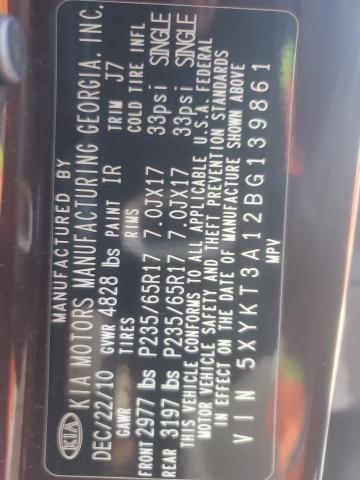 MANUFACTURED BY
KIA KIA MOTORS MANUFACTURING GEORGIA, INC.
DEC/22/10 GVWR 4828 lbs PAINT IR TRIM J7
GAWR TIRES RIMS COLD TIRE INFL
FRONT 2977 lbs P235/65R17 7.0JX17 33psi SINGLE
REAR 3197 lbs P235/65R17 7.0JX17 33psi SINGLE
THIS VEHICLE CONFORMS TO ALL APPLICABLE U.S.A. FEDERAL
MOTOR VEHICLE SAFETY AND THEFT PREVENTION STANDARDS
IN EFFECT ON THE DATE OF MANUFACTURE SHOWN ABOVE
VIN 5XYKT3A12BG139861
MPV